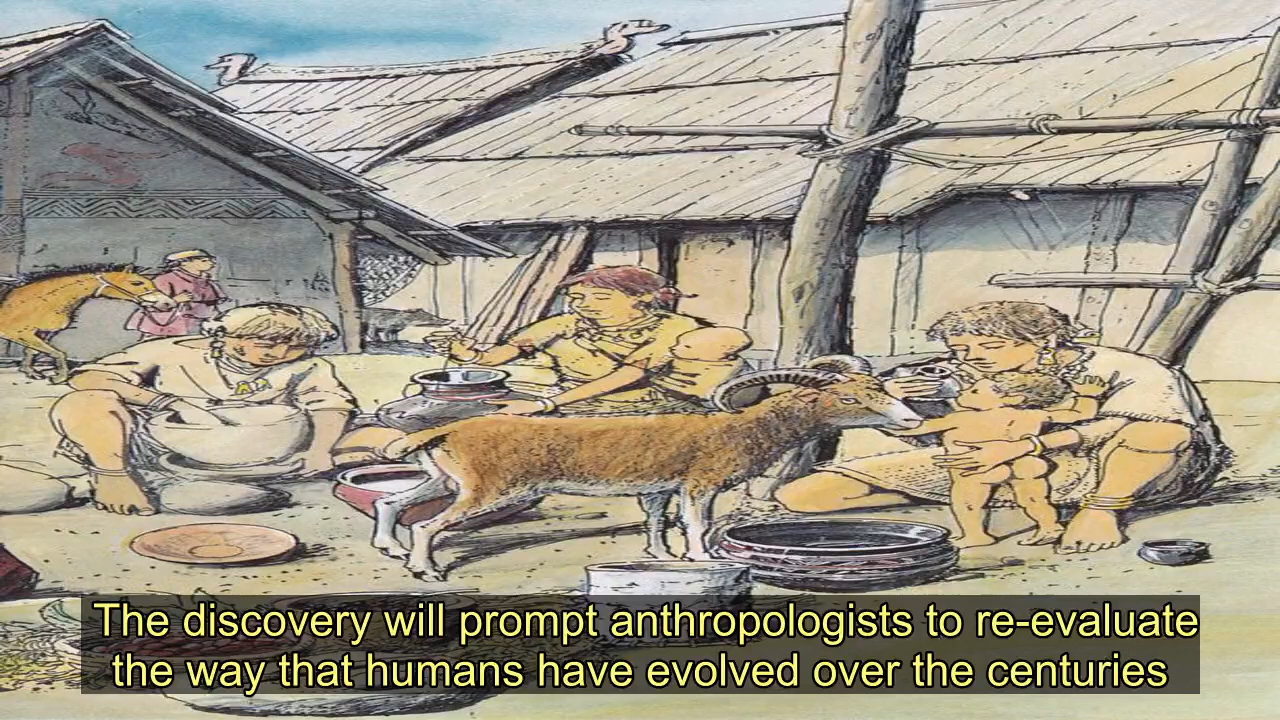 The discovery will prompt anthropologists to re-evaluate
the way that humans have evolved over the centuries